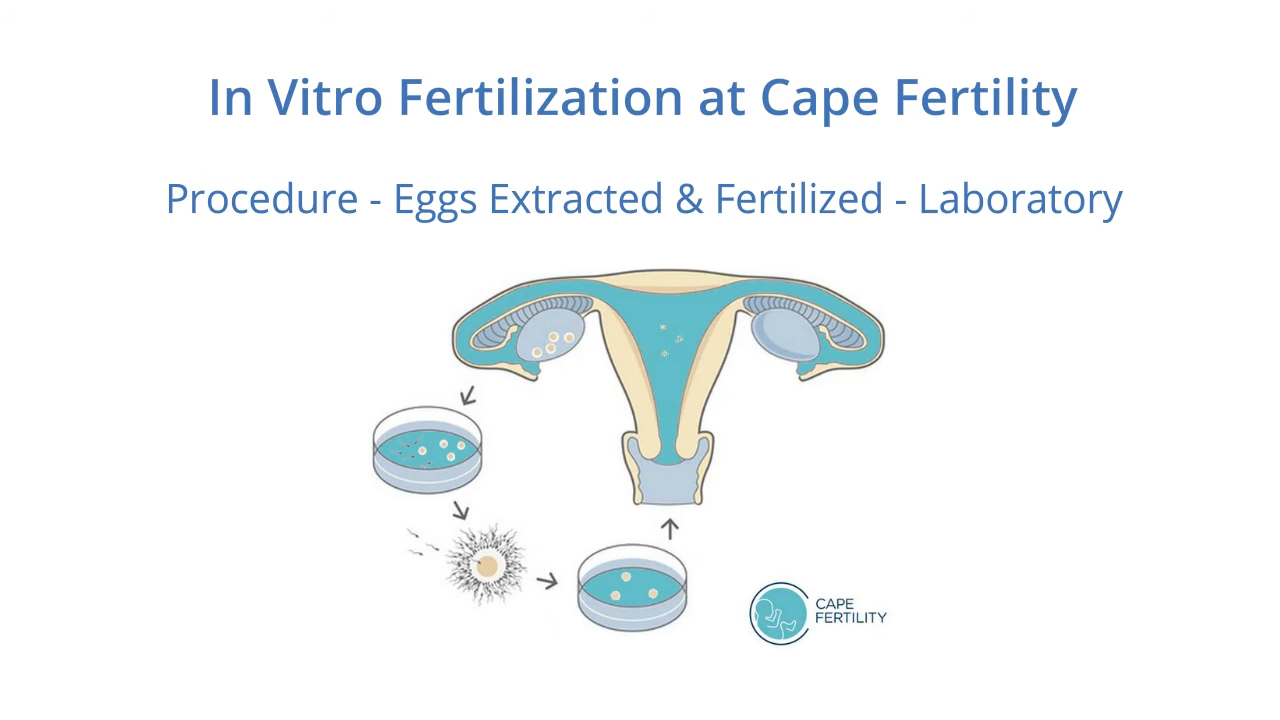 In Vitro Fertilization at Cape Fertility
Procedure - Eggs Extracted & Fertilized - Laboratory
CAPE
FERTILITY